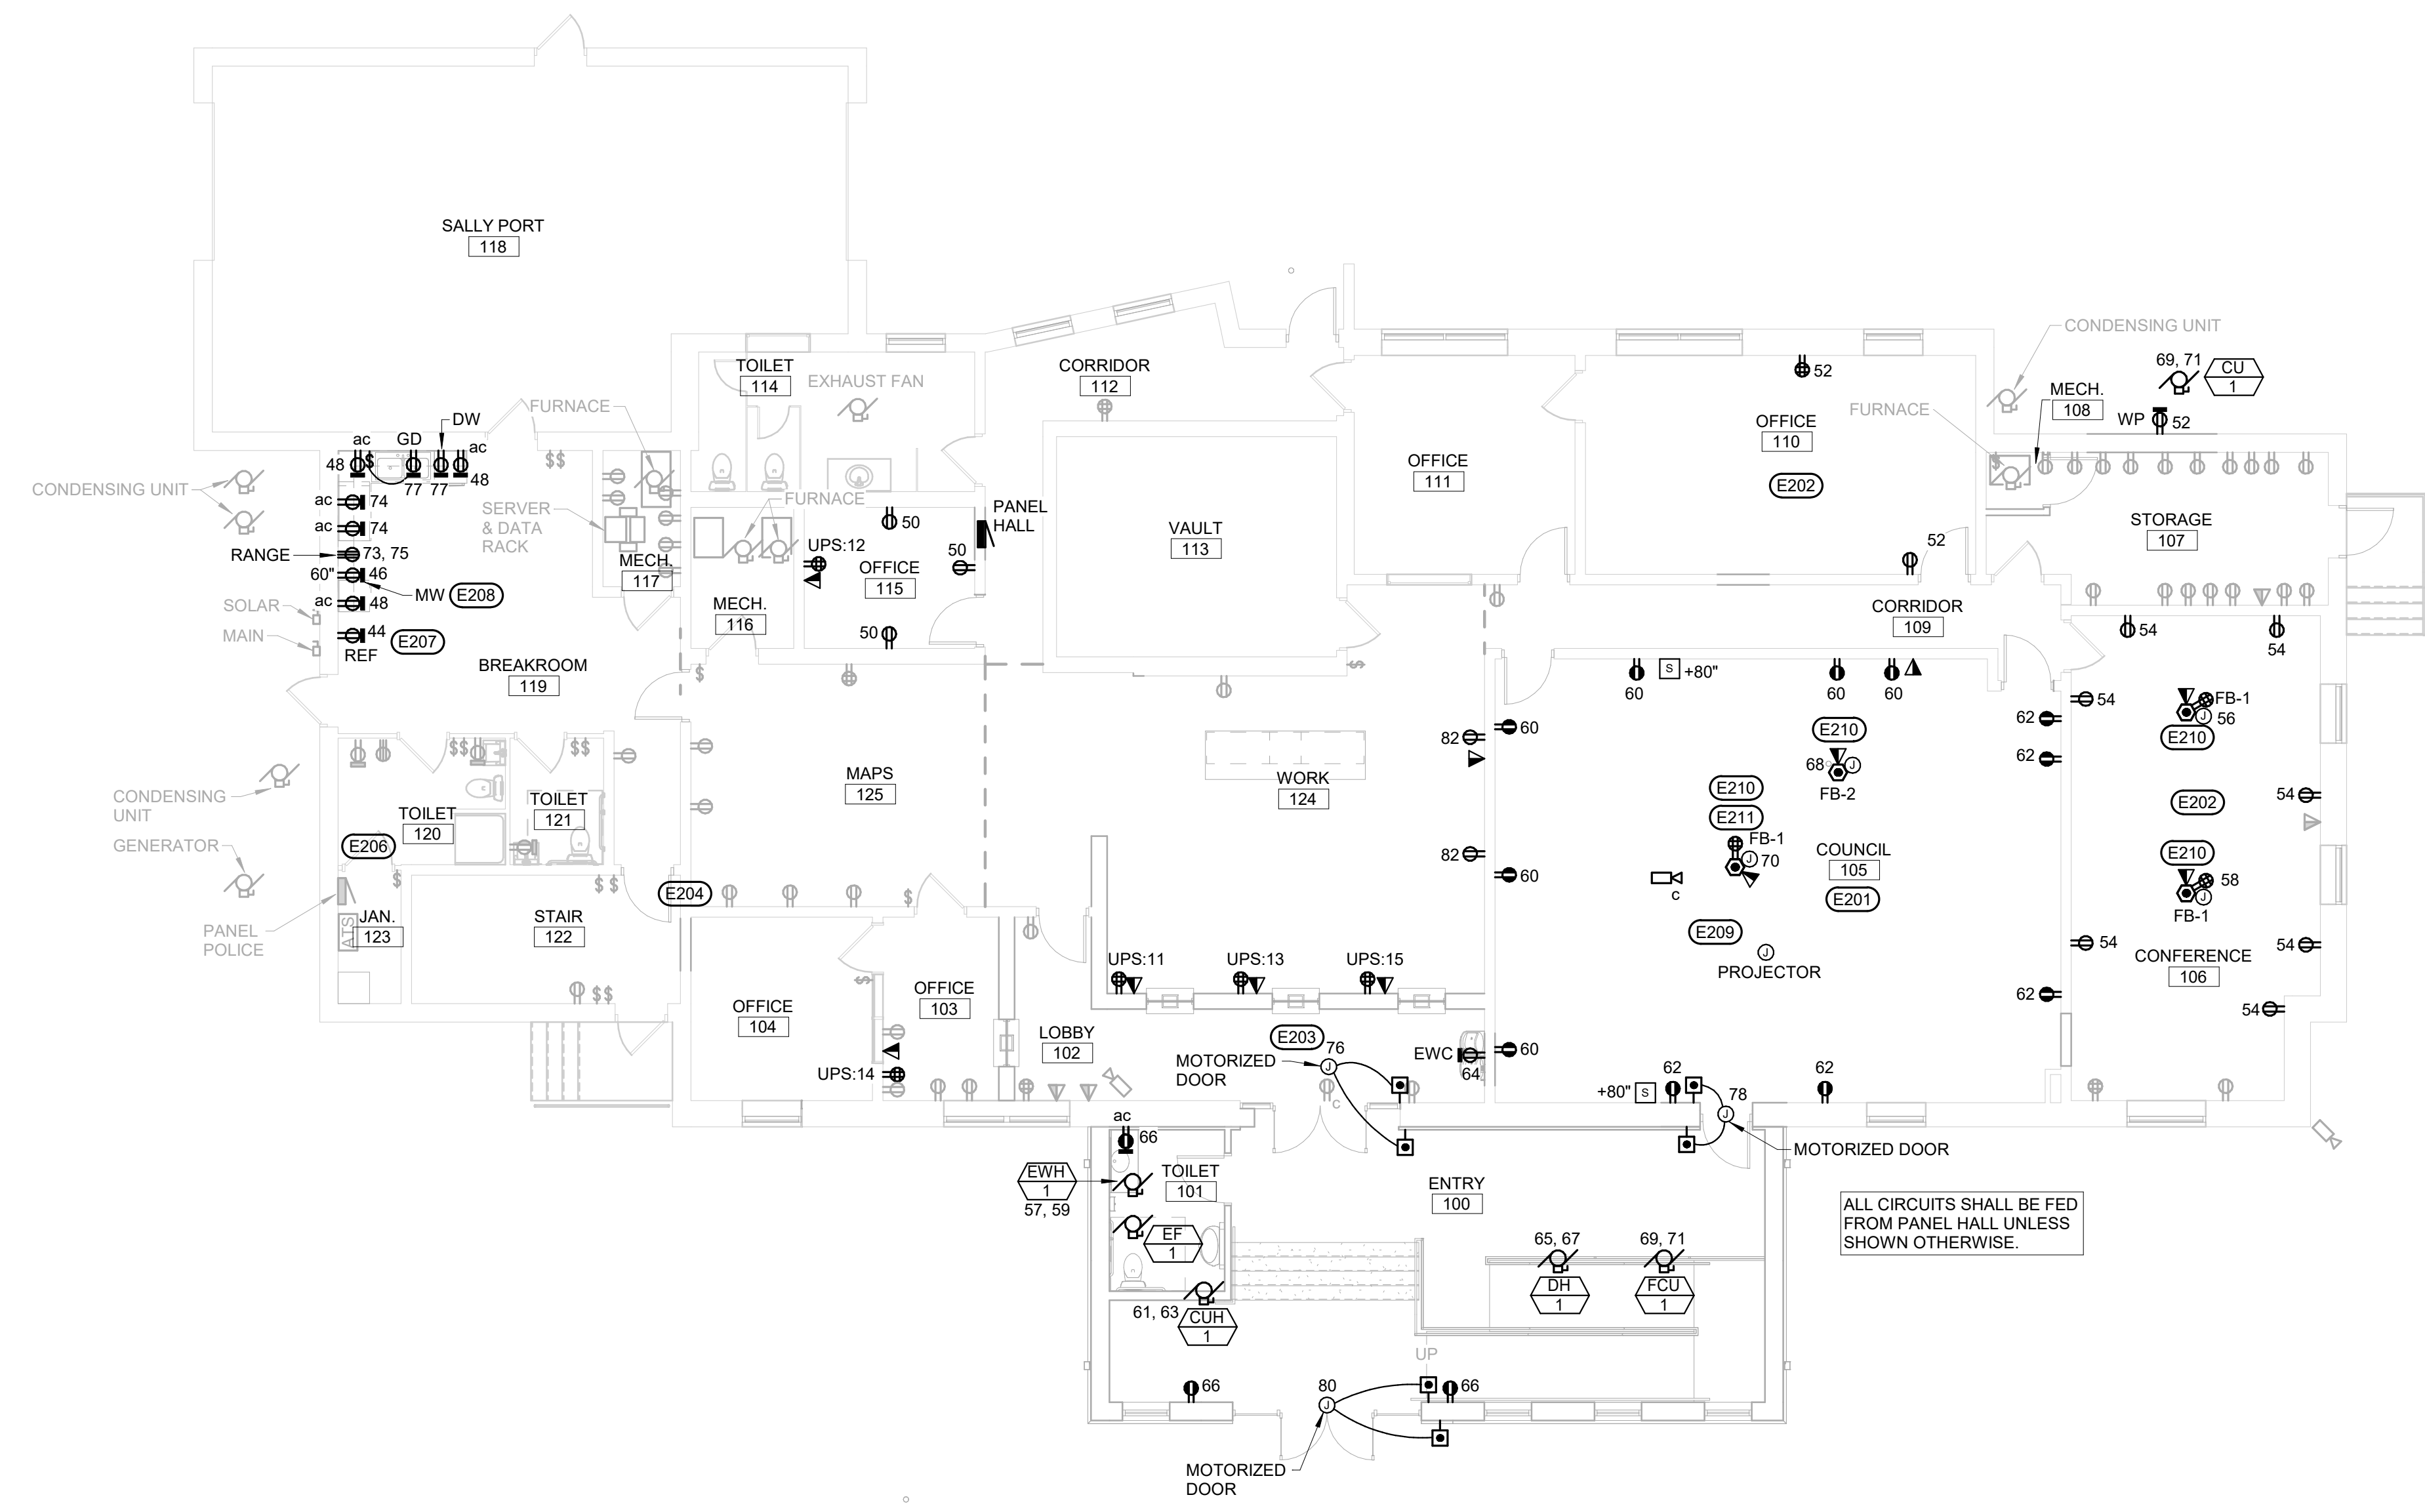 SALLY PORT
118
CONDENSING UNIT
69, 71
CU
1
MECH.
108
WP
52
TOILET
114
EXHAUST FAN
CORRIDOR
112
52
FURNACE
FURNACE
OFFICE
110
E202
DW
ac
GD
ac
48
$
77
77
48
$$
CONDENSING UNIT
ac
74
ac
74
RANGE
73, 75
60"
46
MW
E208
ac
48
44
REF
E207
SOLAR
MAIN
SERVER
& DATA
RACK
MECH.
117
FURNACE
50
PANEL
HALL
UPS:12
50
OFFICE
115
50
MECH.
116
VAULT
113
OFFICE
111
$
STORAGE
107
52
CORRIDOR
109
BREAKROOM
119
$
$
54
54
60
S
+80"
60
60
54
FB-1
J
56
E210
62
62
82
60
E210
68
J
FB-2
E210
E211
FB-1
J
70
COUNCIL
105
E201
c
E209
J
PROJECTOR
54
E202
E210
58
J
FB-1
54
54
CONFERENCE
106
54
62
MAPS
125
WORK
124
82
60
$$
$$
CONDENSING
UNIT
TOILET
120
TOILET
121
GENERATOR
E206
$
$$
E204
$
PANEL
POLICE
ATS
JAN.
123
STAIR
122
$$
OFFICE
104
$
OFFICE
103
UPS:14
LOBBY
102
UPS:11
UPS:13
UPS:15
E203
76
MOTORIZED
DOOR
J
c
EWC
64
60
+80"
S
62
78
J
62
MOTORIZED DOOR
ac
66
EWH
1
57, 59
TOILET
101
EF
1
ENTRY
100
61, 63
CUH
1
65, 67
DH
1
69, 71
FCU
1
ALL CIRCUITS SHALL BE FED
FROM PANEL HALL UNLESS
SHOWN OTHERWISE.
UP
66
80
J
66
MOTORIZED
DOOR